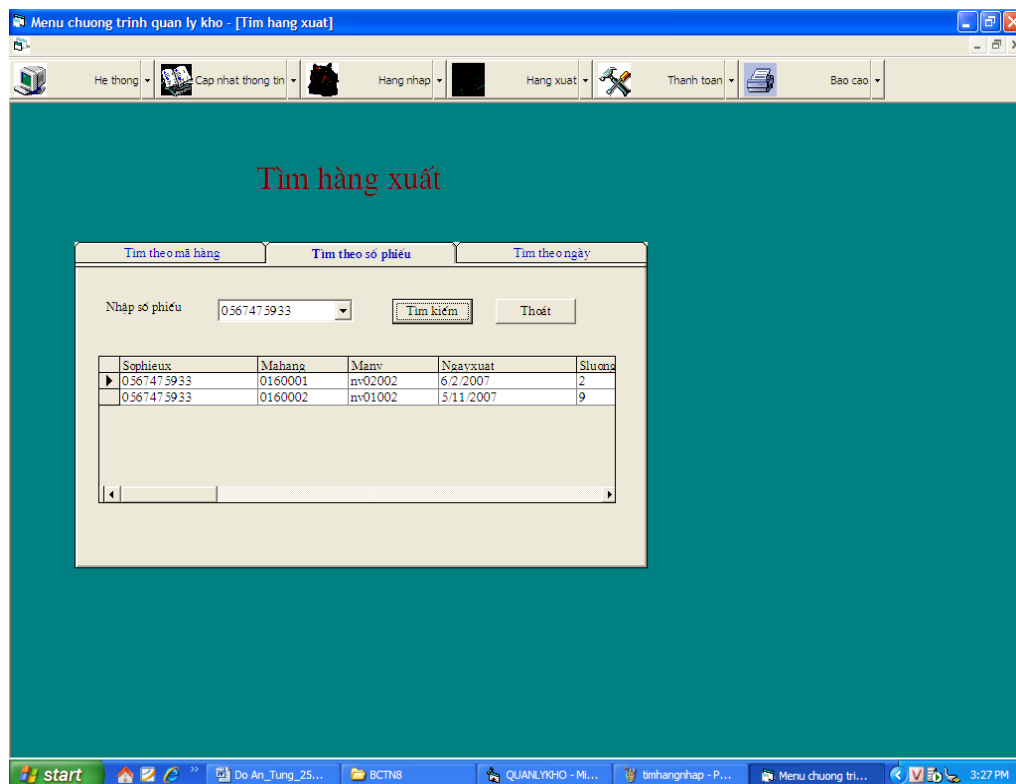 Menu chuong trinh quan ly kho - [Tim hang xuat]
He thong Cap nhat thong tin Hang nhap Hang xuat Thanh toan Bao cao
Tìm hàng xuất
Tìm theo mã hàng Tìm theo số phiếu Tìm theo ngày
Nhập số phiếu 0567475933 Tìm kiếm Thoát
Sophieux Mahang Manv Ngayxuat Sluong
0567475933 0160001 nv02002 6/2/2007 2
0567475933 0160002 nv01002 5/11/2007 9
start Do An_Tung_25... BCTN8 QUANLYKHO - Mi... timhangnhap - P... Menu chuong tri... V 3:27 PM